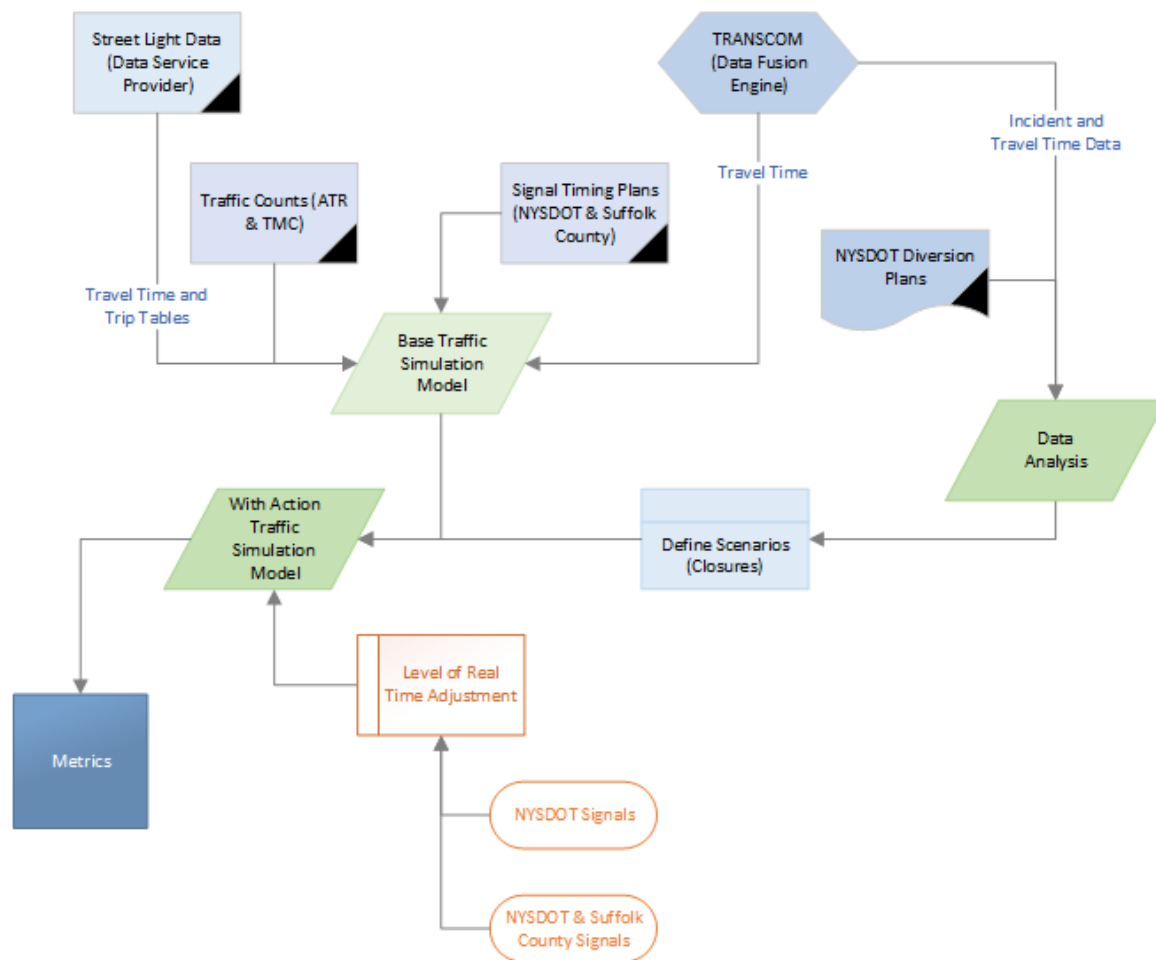 Street Light Data
(Data Service
Provider)
TRANSCOM
(Data Fusion
Engine)
Incident and
Travel Time Data
Travel Time
Traffic Counts (ATR
& TMC)
Signal Timing Plans
(NYSDOT & Suffolk
County)
NYSDOT Diversion
Plans
Travel Time and
Trip Tables
Base Traffic
Simulation
Model
Data
Analysis
With Action
Traffic
Simulation
Model
Define Scenarios
(Closures)
Level of Real
Time Adjustment
Metrics
NYSDOT Signals
NYSDOT & Suffolk
County Signals